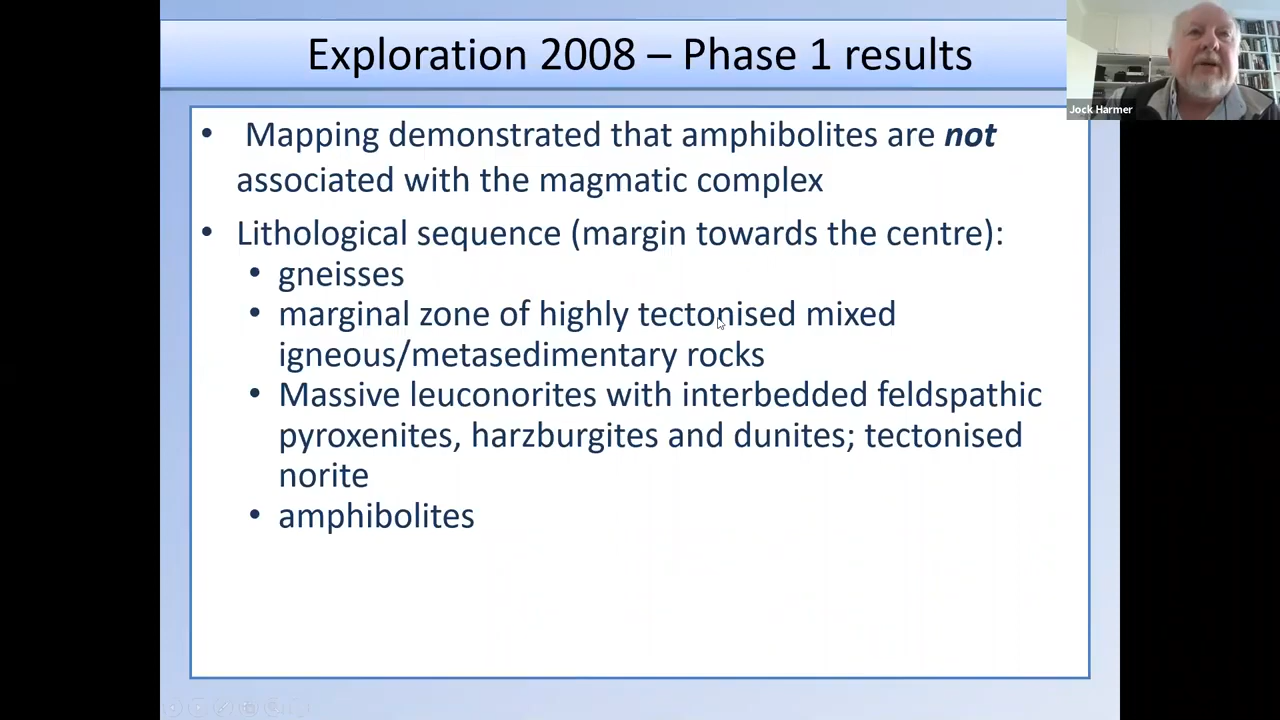 Exploration 2008 – Phase 1 results
Jock Harmer
• Mapping demonstrated that amphibolites are not
associated with the magmatic complex
• Lithological sequence (margin towards the centre):
• gneisses
• marginal zone of highly tectonised mixed
igneous/metasedimentary rocks
• Massive leuconorites with interbedded feldspathic
pyroxenites, harzburgites and dunites; tectonised
norite
• amphibolites